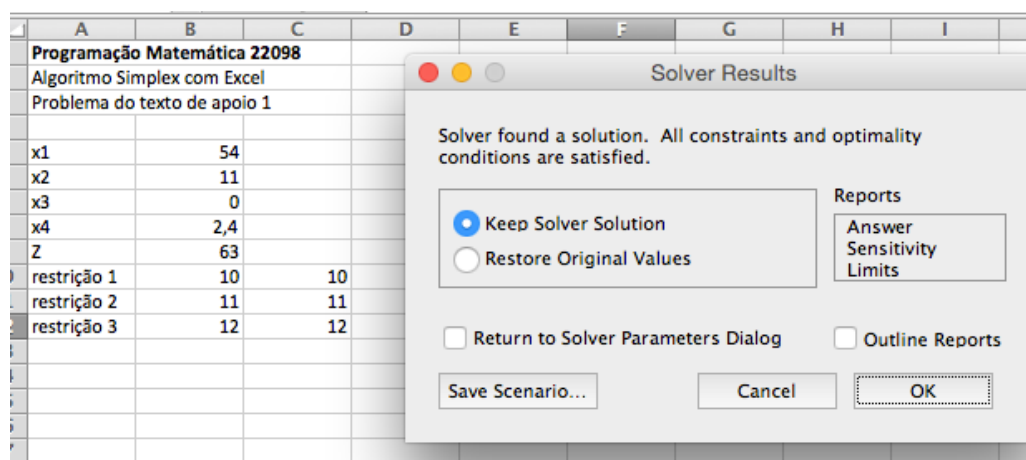 A B C D E F G H I
Programação Matemática 22098
Algoritmo Simplex com Excel
Problema do texto de apoio 1
x1 54
x2 11
x3 0
x4 2,4
Z 63
restrição 1 10 10
restrição 2 11 11
restrição 3 12 12
Solver Results
Solver found a solution. All constraints and optimality
conditions are satisfied.
Keep Solver Solution
Restore Original Values
Reports
Answer
Sensitivity
Limits
Return to Solver Parameters Dialog
Outline Reports
Save Scenario...
Cancel
OK